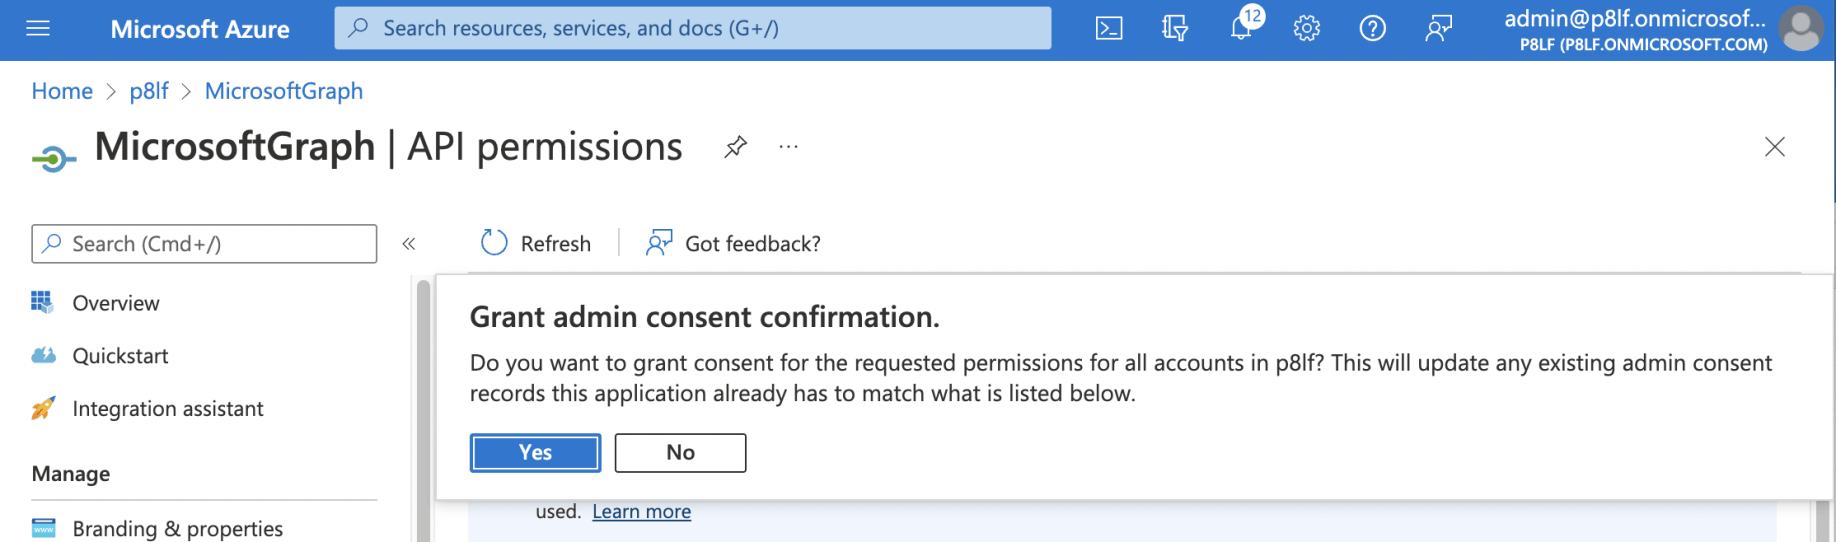 Microsoft Azure
Search resources, services, and docs (G+/)
12
admin@p8lf.onmicrosof...
P8LF (P8LF.ONMICROSOFT.COM)
Home > p8lf > MicrosoftGraph
MicrosoftGraph | API permissions
...
Search (Cmd+/)
«
Refresh
Got feedback?
Overview
Quickstart
Integration assistant
Manage
Branding & properties
Grant admin consent confirmation.
Do you want to grant consent for the requested permissions for all accounts in p8lf? This will update any existing admin consent
records this application already has to match what is listed below.
Yes
No
used. Learn more